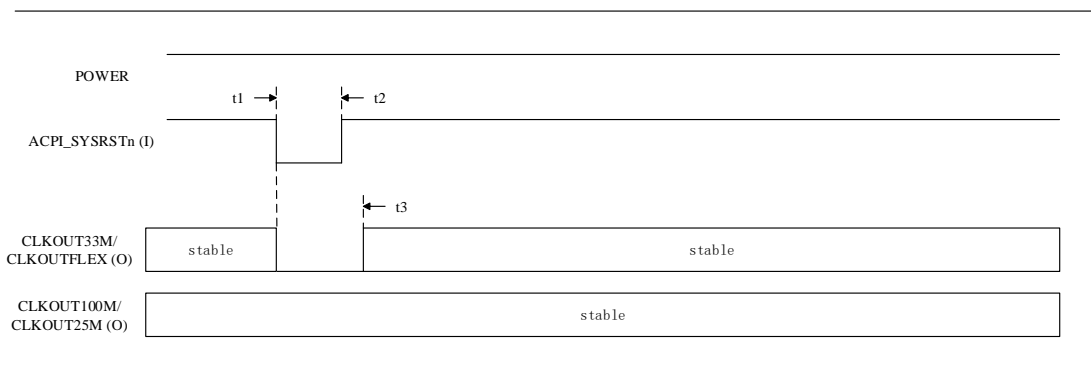 POWER
t1
t2
ACPI_SYSRSTn (I)
t3
CLKOUT33M/
CLKOUTFLEX (O)
stable
stable
CLKOUT100M/
CLKOUT25M (O)
stable